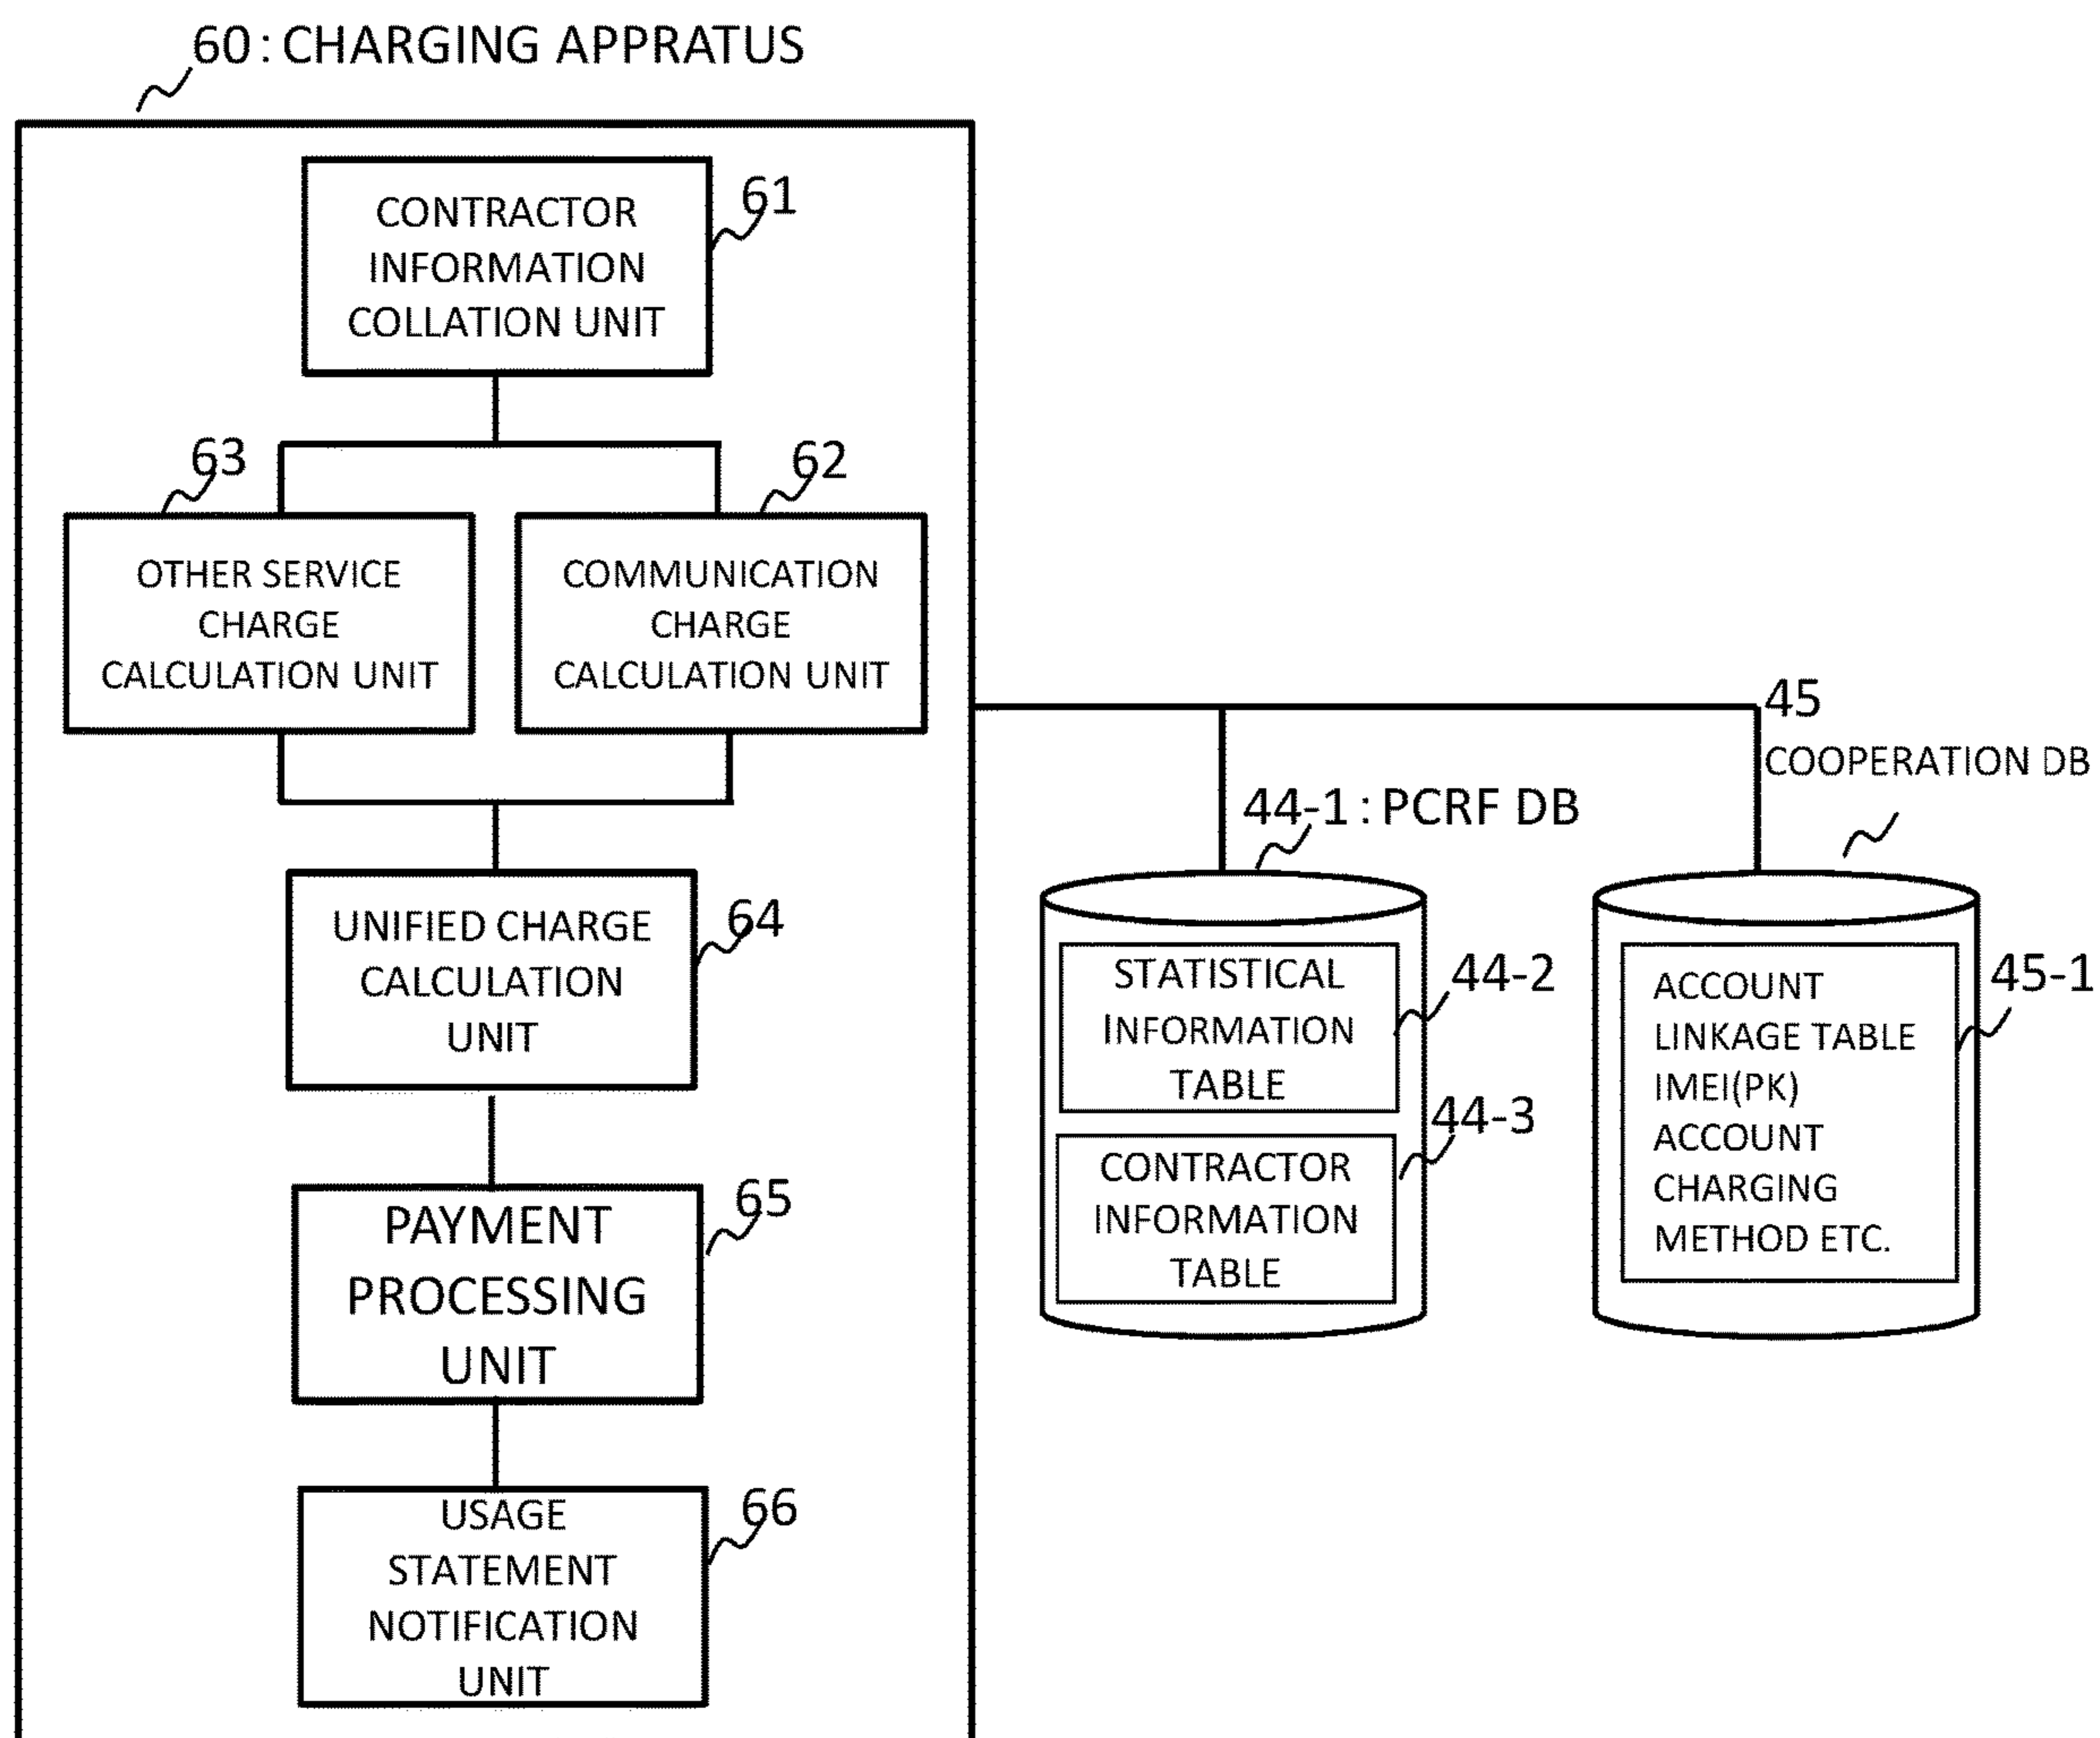 60 : CHARGING APPRATUS
61
CONTRACTOR
INFORMATION
COLLATION UNIT
63
62
OTHER SERVICE
CHARGE
CALCULATION UNIT
COMMUNICATION
CHARGE
CALCULATION UNIT
64
UNIFIED CHARGE
CALCULATION
UNIT
65
PAYMENT
PROCESSING
UNIT
66
USAGE
STATEMENT
NOTIFICATION
UNIT
45
COOPERATION DB
44-1 : PCRF DB
STATISTICAL
INFORMATION
TABLE
44-2
44-3
CONTRACTOR
INFORMATION
TABLE
45-1
ACCOUNT
LINKAGE TABLE
IMEI(PK)
ACCOUNT
CHARGING
METHOD ETC.